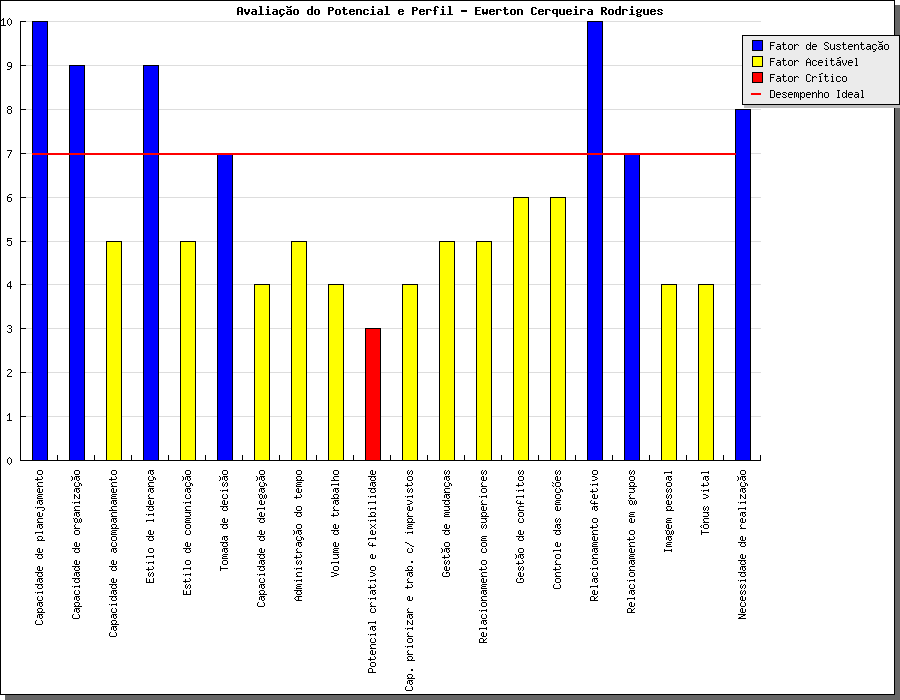 Avaliação do Potencial e Perfil - Ewerton Cerqueira Rodrigues
Fator de Sustentação
Fator Aceitável
Fator Crítico
Desempenho Ideal
10
9
8
7
6
5
4
3
2
1
0
Capacidade de planejamento
Capacidade de organização
Capacidade de acompanhamento
Estilo de liderança
Estilo de comunicação
Tomada de decisão
Capacidade de delegação
Administração do tempo
Volume de trabalho
Potencial criativo e flexibilidade
Cap. priorizar e trab. c/ imprevistos
Gestão de mudanças
Relacionamento com superiores
Gestão de conflitos
Controle das emoções
Relacionamento afetivo
Relacionamento em grupos
Imagem pessoal
Tônus vital
Necessidade de realização